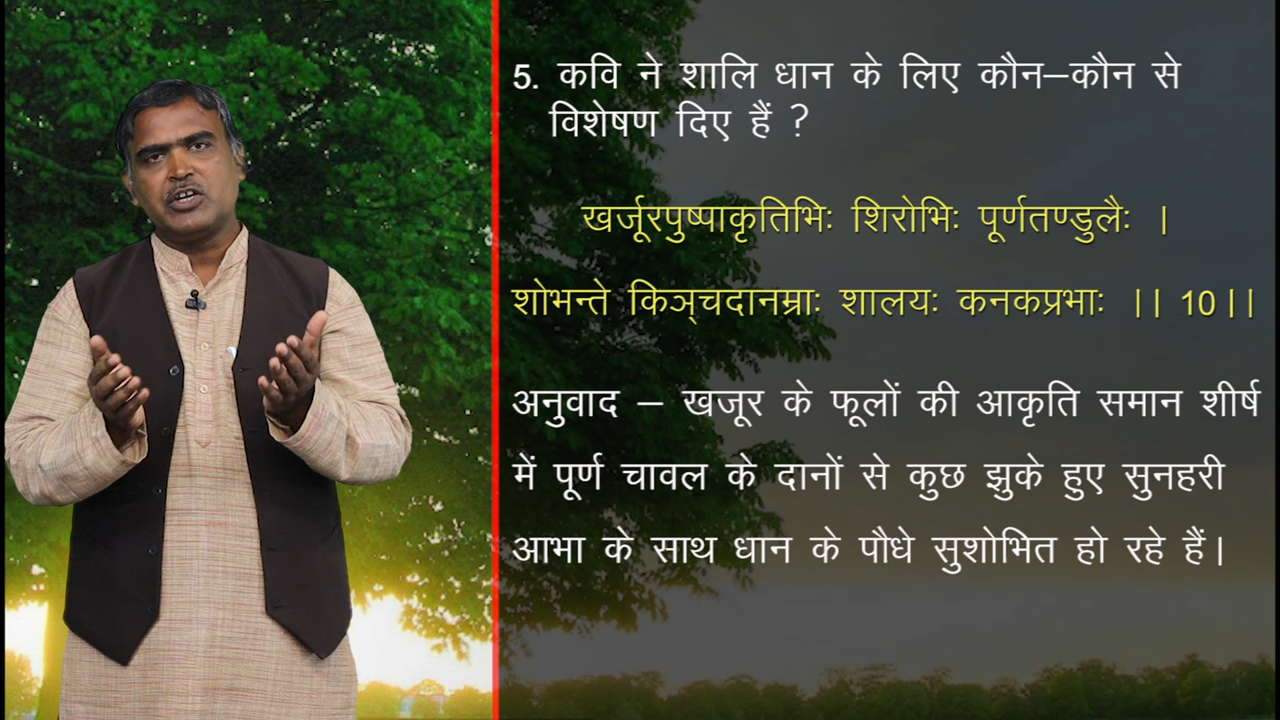 5. कवि ने शालि धान के लिए कौन–कौन से
विशेषण दिए हैं ?
खर्जूरपुष्पाकृतिभिः शिरोभिः पूर्णतण्डुलैः ।
शोभन्ते किञ्चदानम्राः शालयः कनकप्रभाः ।। 10।।
अनुवाद – खजूर के फूलों की आकृति समान शीर्ष
में पूर्ण चावल के दानों से कुछ झुके हुए सुनहरी
आभा के साथ धान के पौधे सुशोभित हो रहे हैं।